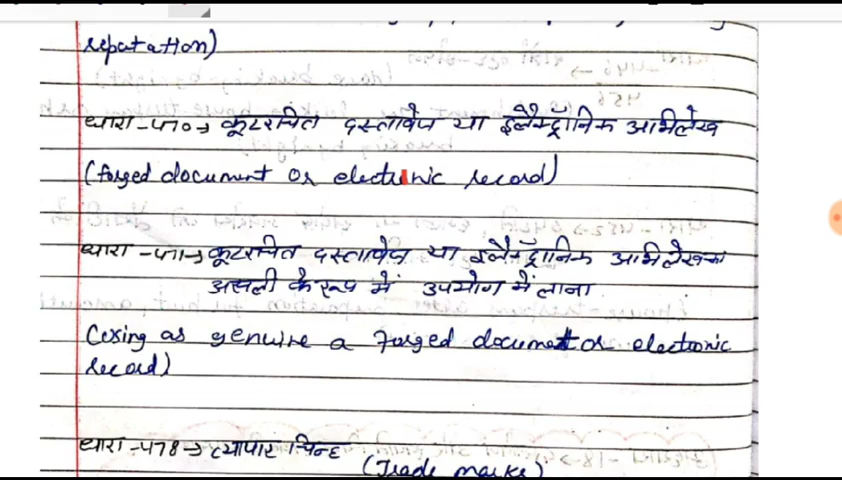 reputation)
धारा-470→ कूटरचित दस्तावेज या इलैक्ट्रॉनिक अभिलेख
(forged document or electronic record)
धारा-471→ कूटरचित दस्तावेज या इलैक्ट्रॉनिक अभिलेखका
असली के रूप में उपयोग में लाना
(using as genuine a forged document or electronic
record)
धारा-478→ व्यापार चिन्ह
(Trade marks)